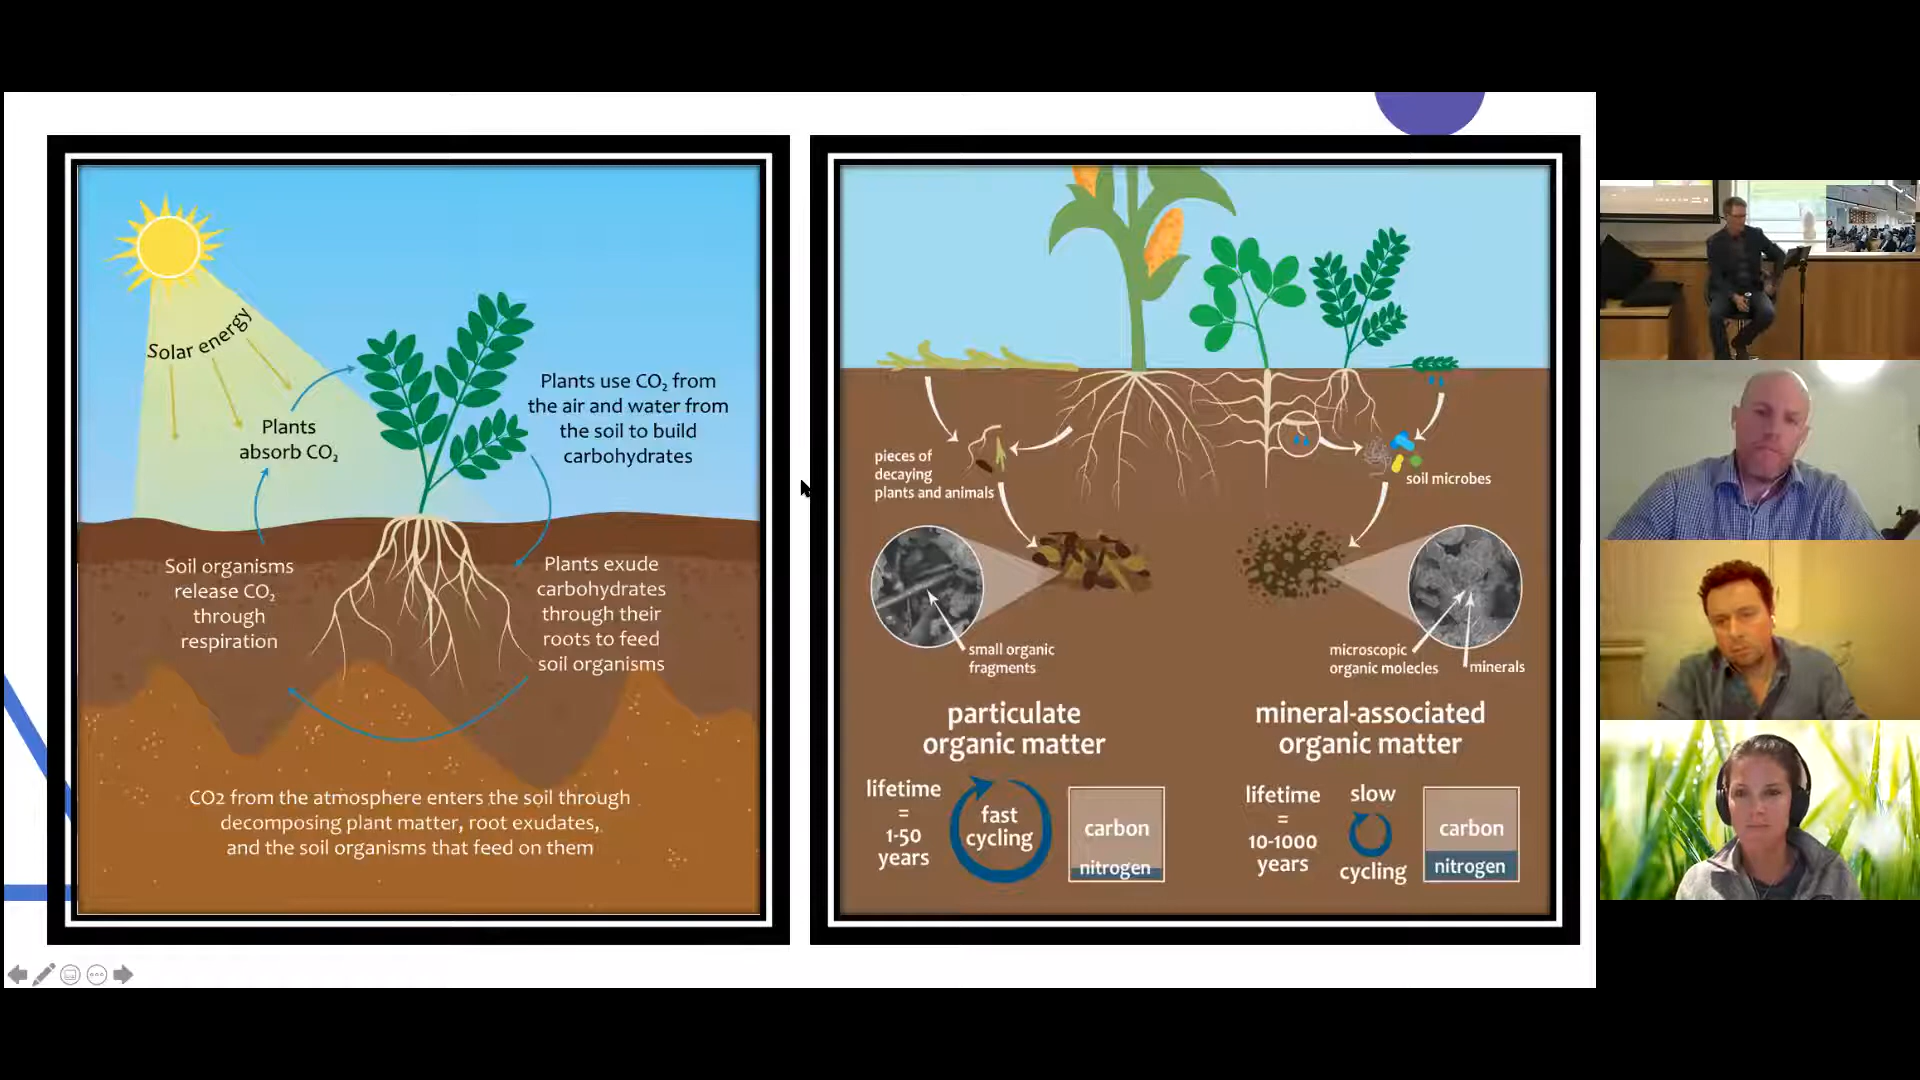 Solar energy
Plants
absorb CO₂
Plants use CO₂ from
the air and water from
the soil to build
carbohydrates
Soil organisms
release CO₂
through
respiration
Plants exude
carbohydrates
through their
roots to feed
soil organisms
CO2 from the atmosphere enters the soil through
decomposing plant matter, root exudates,
and the soil organisms that feed on them
pieces of
decaying
plants and animals
soil microbes
small organic
fragments
microscopic
organic molecles
minerals
particulate
organic matter
mineral-associated
organic matter
lifetime
=
1-50
years
fast
cycling
carbon
nitrogen
lifetime
=
10-1000
years
slow
cycling
carbon
nitrogen